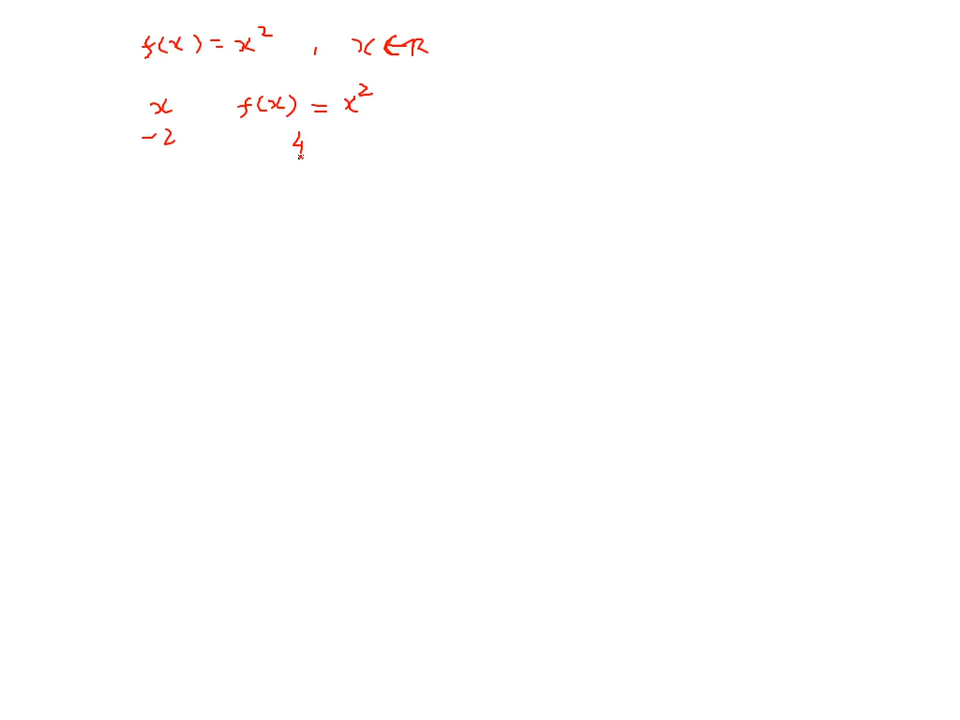 f(x) = x² , x ∈ R
x f(x) = x²
-2 4